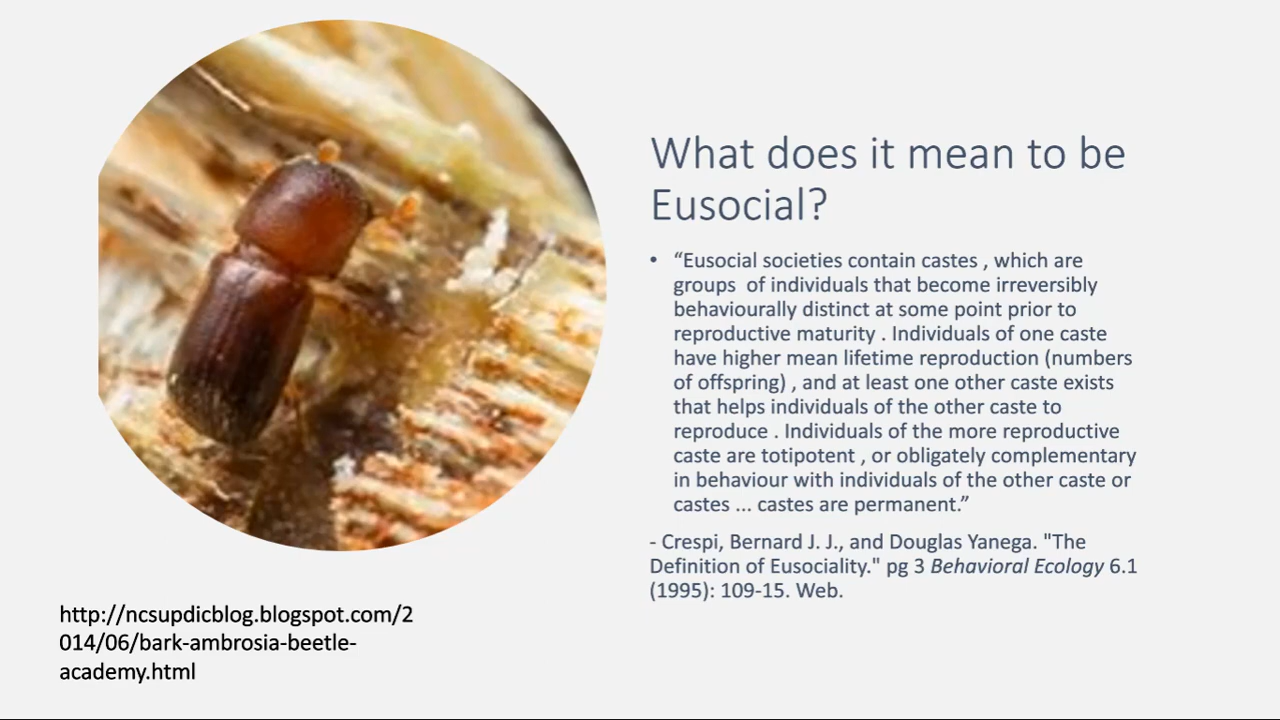 What does it mean to be
Eusocial?
• “Eusocial societies contain castes , which are
groups  of individuals that become irreversibly
behaviourally distinct at some point prior to
reproductive maturity . Individuals of one caste
have higher mean lifetime reproduction (numbers
of offspring) , and at least one other caste exists
that helps individuals of the other caste to
reproduce . Individuals of the more reproductive
caste are totipotent , or obligately complementary
in behaviour with individuals of the other caste or
castes ... castes are permanent.”
- Crespi, Bernard J. J., and Douglas Yanega. "The
Definition of Eusociality." pg 3 Behavioral Ecology 6.1
(1995): 109-15. Web.
http://ncsupdicblog.blogspot.com/2
014/06/bark-ambrosia-beetle-
academy.html